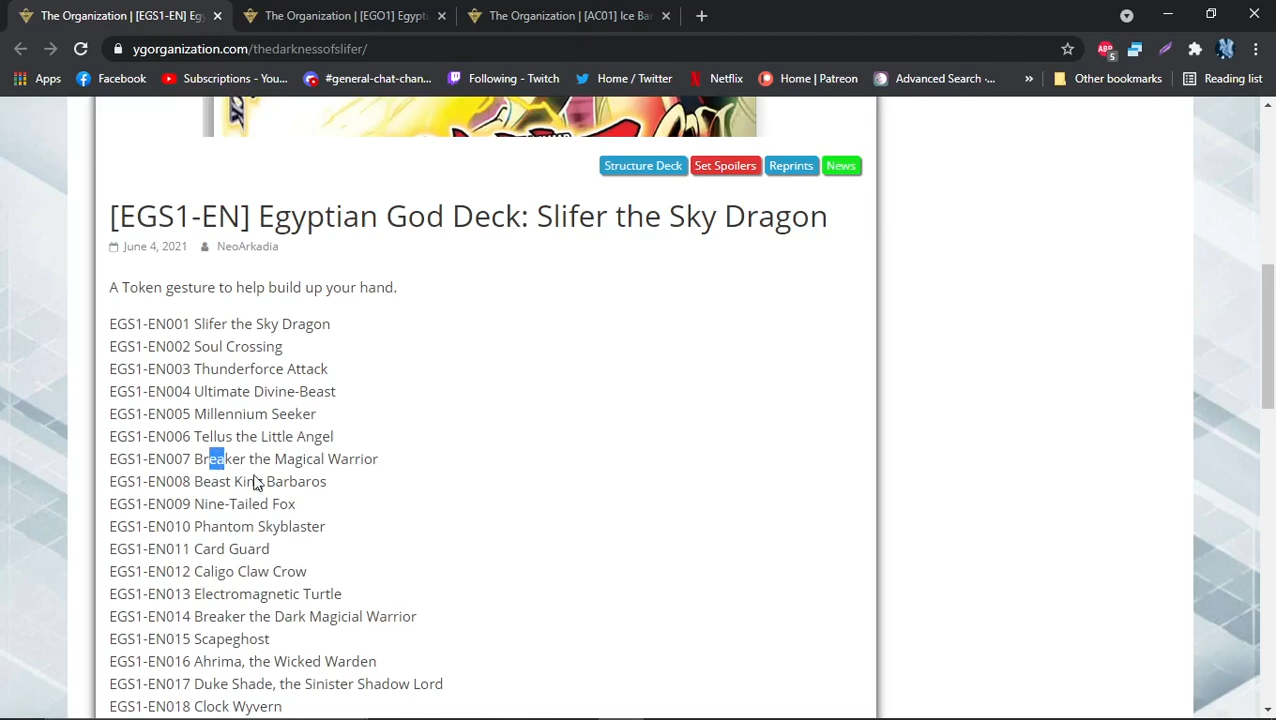 The Organization | [EGS1-EN] Egy
The Organization | [EGO1] Egypti
The Organization | [AC01] Ice Bar
ygorganization.com/thedarknessofslifer/
ABP
5
Apps
Facebook
Subscriptions - You...
#general-chat-chan...
Following - Twitch
Home / Twitter
Netflix
Home | Patreon
Advanced Search -...
»
Other bookmarks
Reading list
Structure Deck
Set Spoilers
Reprints
News
[EGS1-EN] Egyptian God Deck: Slifer the Sky Dragon
June 4, 2021 NeoArkadia
A Token gesture to help build up your hand.
EGS1-EN001 Slifer the Sky Dragon
EGS1-EN002 Soul Crossing
EGS1-EN003 Thunderforce Attack
EGS1-EN004 Ultimate Divine-Beast
EGS1-EN005 Millennium Seeker
EGS1-EN006 Tellus the Little Angel
EGS1-EN007 Breaker the Magical Warrior
EGS1-EN008 Beast King Barbaros
EGS1-EN009 Nine-Tailed Fox
EGS1-EN010 Phantom Skyblaster
EGS1-EN011 Card Guard
EGS1-EN012 Caligo Claw Crow
EGS1-EN013 Electromagnetic Turtle
EGS1-EN014 Breaker the Dark Magicial Warrior
EGS1-EN015 Scapeghost
EGS1-EN016 Ahrima, the Wicked Warden
EGS1-EN017 Duke Shade, the Sinister Shadow Lord
EGS1-EN018 Clock Wyvern